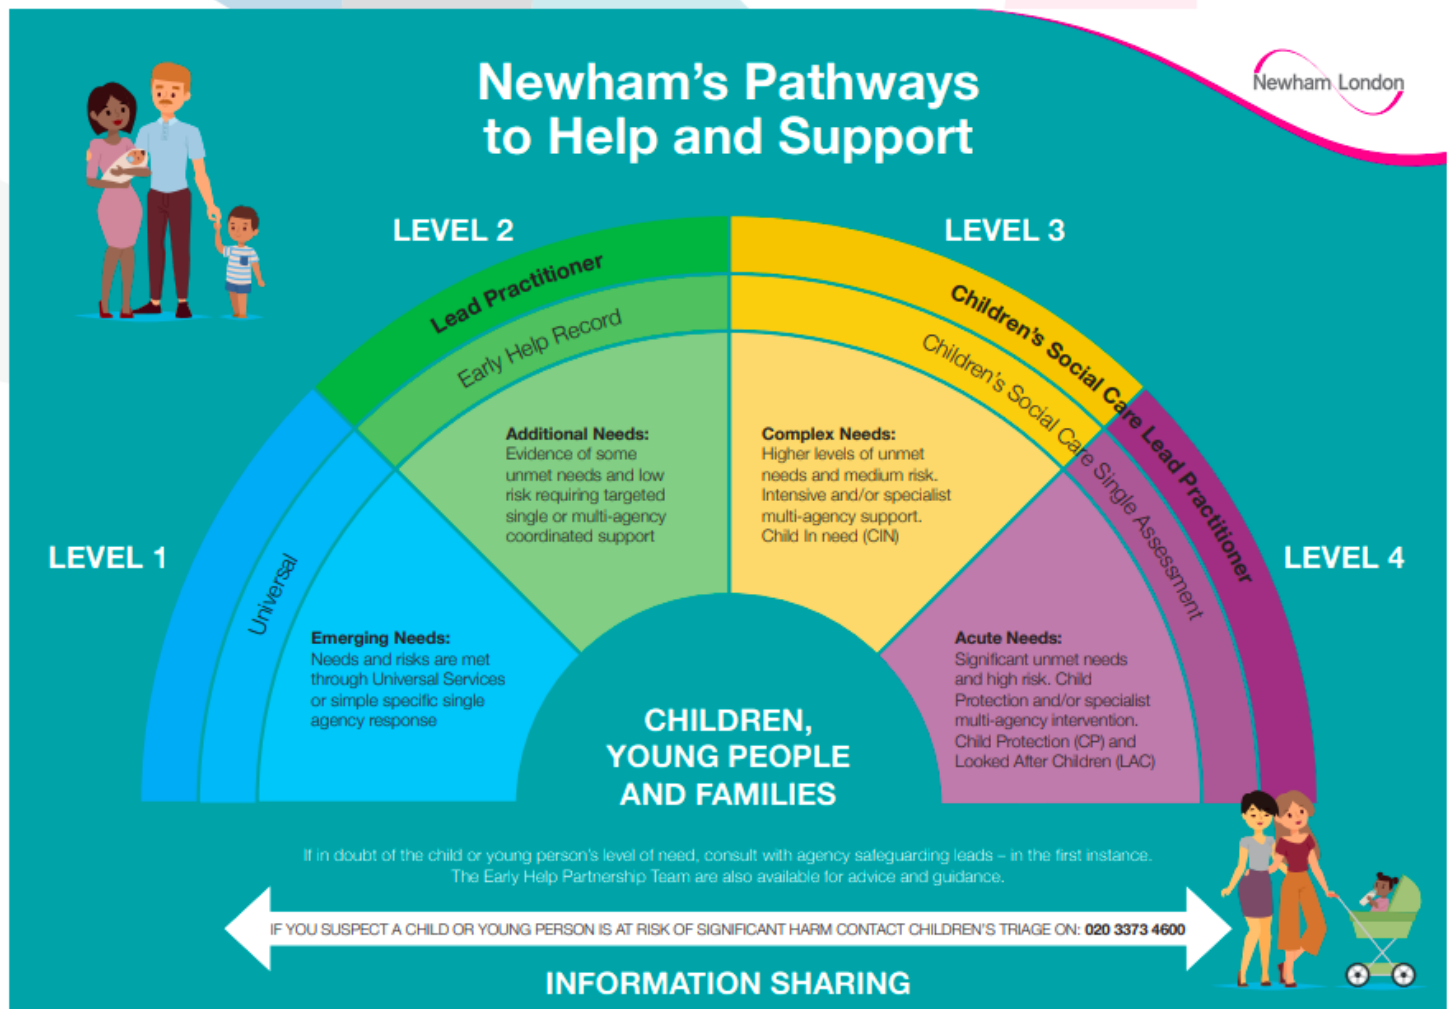 Newham's Pathways
to Help and Support
Newham London
LEVEL 1
Universal
Emerging Needs:
Needs and risks are met
through Universal Services
or simple specific single
agency response
LEVEL 2
Lead Practitioner
Early Help Record
Additional Needs:
Evidence of some
unmet needs and low
risk requiring targeted
single or multi-agency
coordinated support
LEVEL 3
Children's Social Care Lead Practitioner
Children's Social Care Single Assessment
Complex Needs:
Higher levels of unmet
needs and medium risk.
Intensive and/or specialist
multi-agency support.
Child In need (CIN)
LEVEL 4
Acute Needs:
Significant unmet needs
and high risk. Child
Protection and/or specialist
multi-agency intervention.
Child Protection (CP) and
Looked After Children (LAC)
CHILDREN,
YOUNG PEOPLE
AND FAMILIES
If in doubt of the child or young person's level of need, consult with agency safeguarding leads – in the first instance.
The Early Help Partnership Team are also available for advice and guidance.
IF YOU SUSPECT A CHILD OR YOUNG PERSON IS AT RISK OF SIGNIFICANT HARM CONTACT CHILDREN'S TRIAGE ON: 020 3373 4600
INFORMATION SHARING